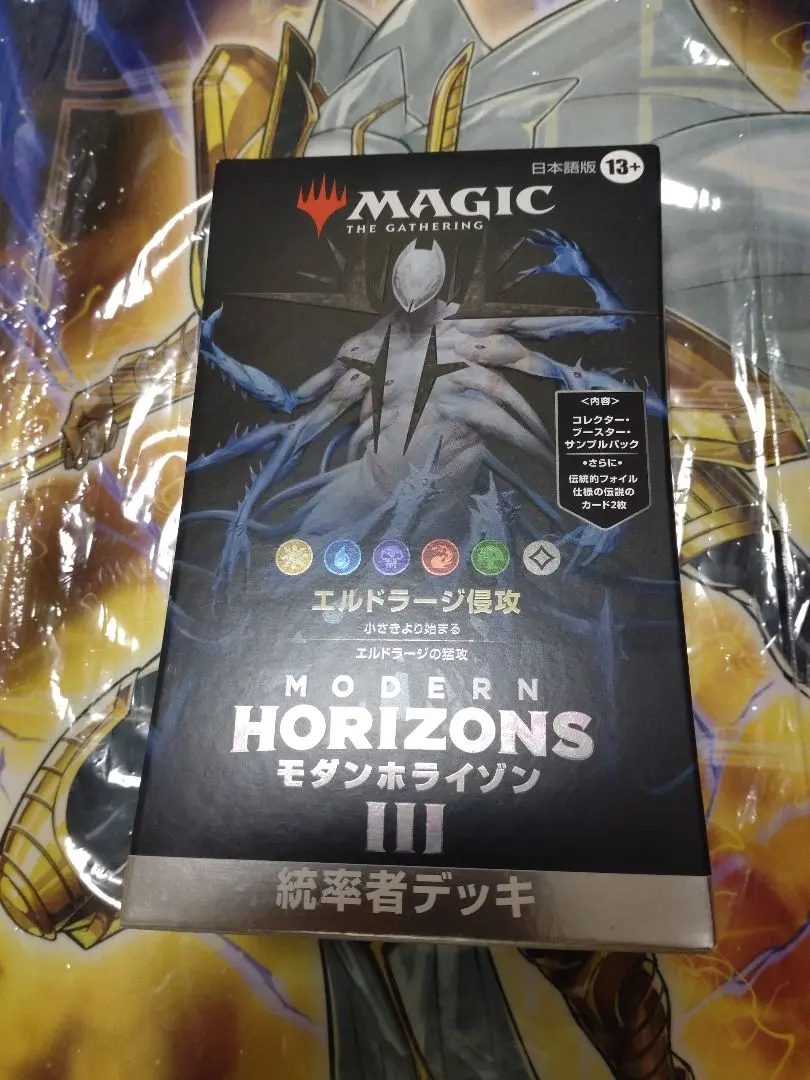 日本語版 13+
MAGIC
THE GATHERING
<内容>
コレクター・
ブースター・
サンプルパック
•さらに•
伝統的フォイル
仕様の伝説の
カード2枚
エルドラージ侵攻
小さきより始まる
エルドラージの猛攻
MODERN
HORIZONS
モダンホライゾン
III
統率者デッキ